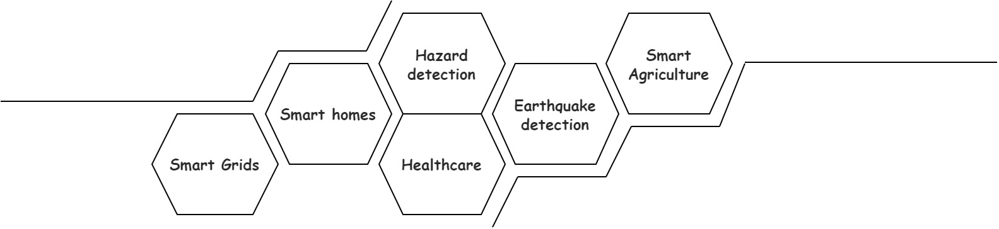 Hazard
detection
Smart
Agriculture
Smart homes
Earthquake
detection
Smart Grids
Healthcare